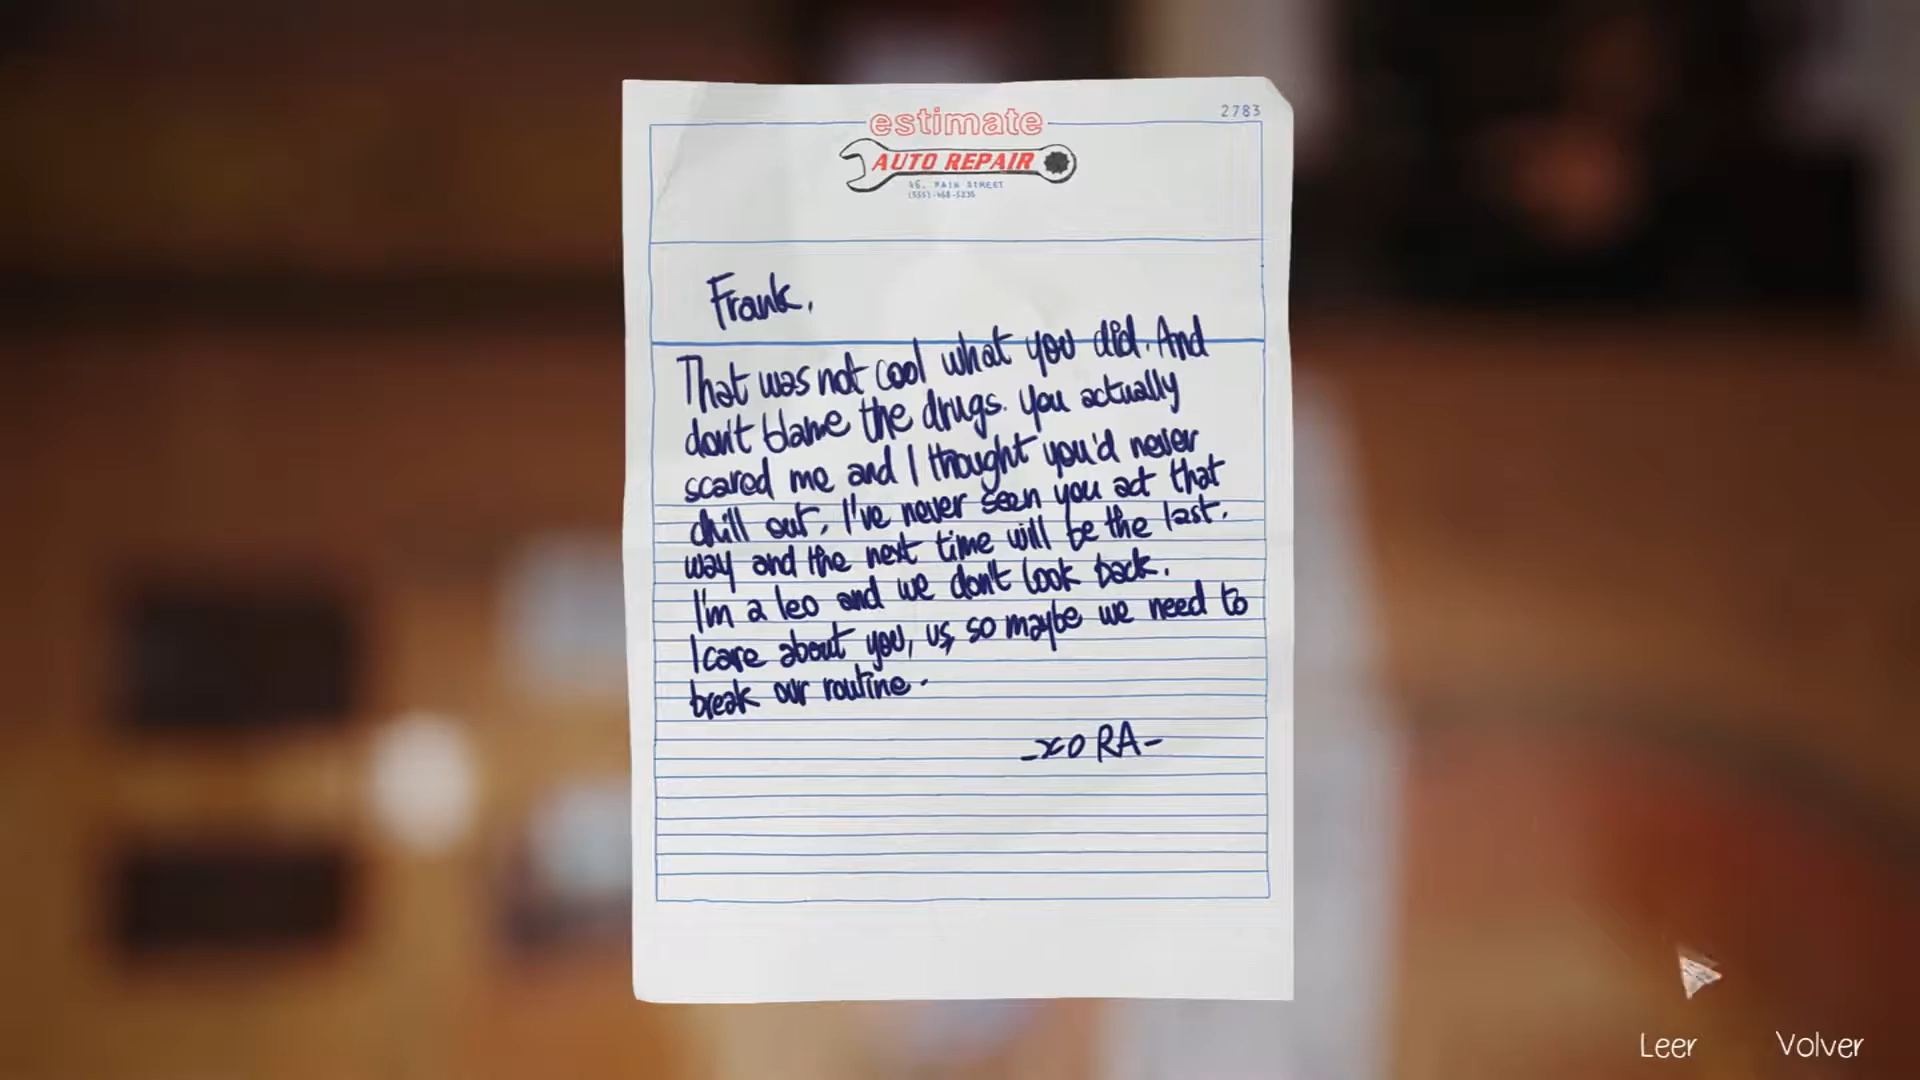 2783
estimate
AUTO REPAIR
Frank,
That was not cool what you did. And
don't blame the drugs. You actually
scared me and I thought you'd never
chill out. I've never seen you act that
way and the next time will be the last.
I'm a leo and we don't look back.
I care about you, us, so maybe we need to
break our routine.
-xo RA-
Leer
Volver